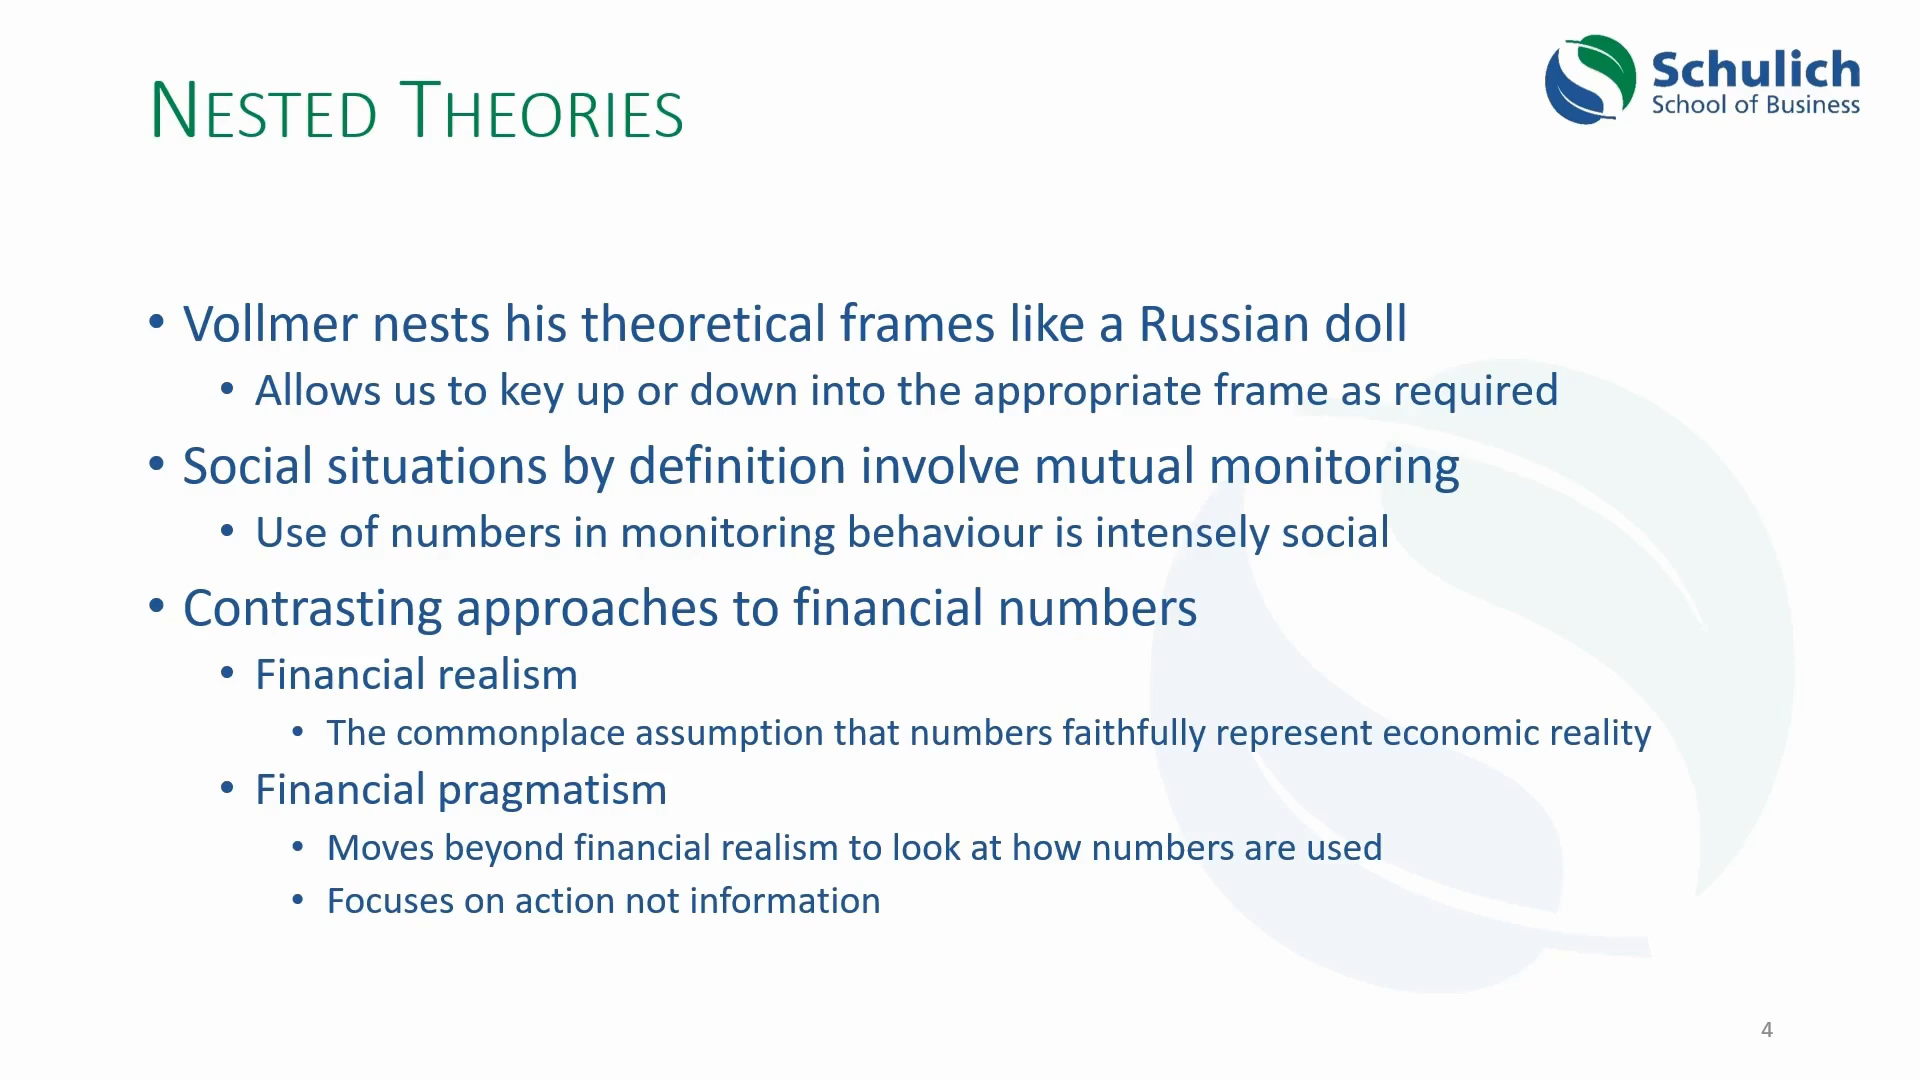 NESTED THEORIES
Schulich
School of Business
• Vollmer nests his theoretical frames like a Russian doll
• Allows us to key up or down into the appropriate frame as required
• Social situations by definition involve mutual monitoring
• Use of numbers in monitoring behaviour is intensely social
• Contrasting approaches to financial numbers
• Financial realism
• The commonplace assumption that numbers faithfully represent economic reality
• Financial pragmatism
• Moves beyond financial realism to look at how numbers are used
• Focuses on action not information
4